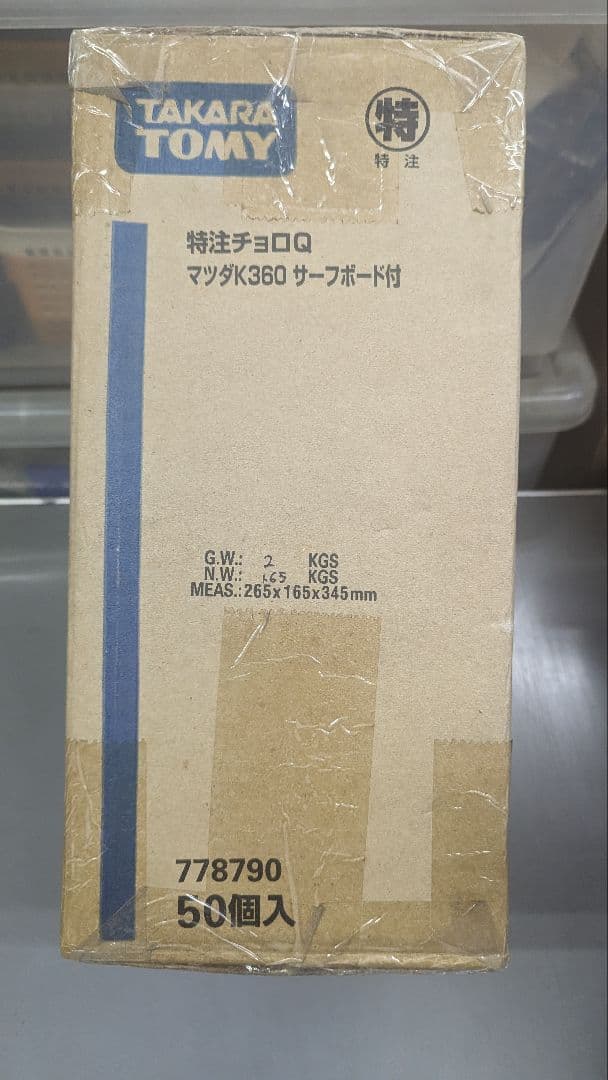 TAKARA
TOMY
特
特注
特注チョロQ
マツダK360 サーフボード付
G.W.: 2 KGS
N.W.: 1.65 KGS
MEAS.:265x165x345mm
778790
50個入